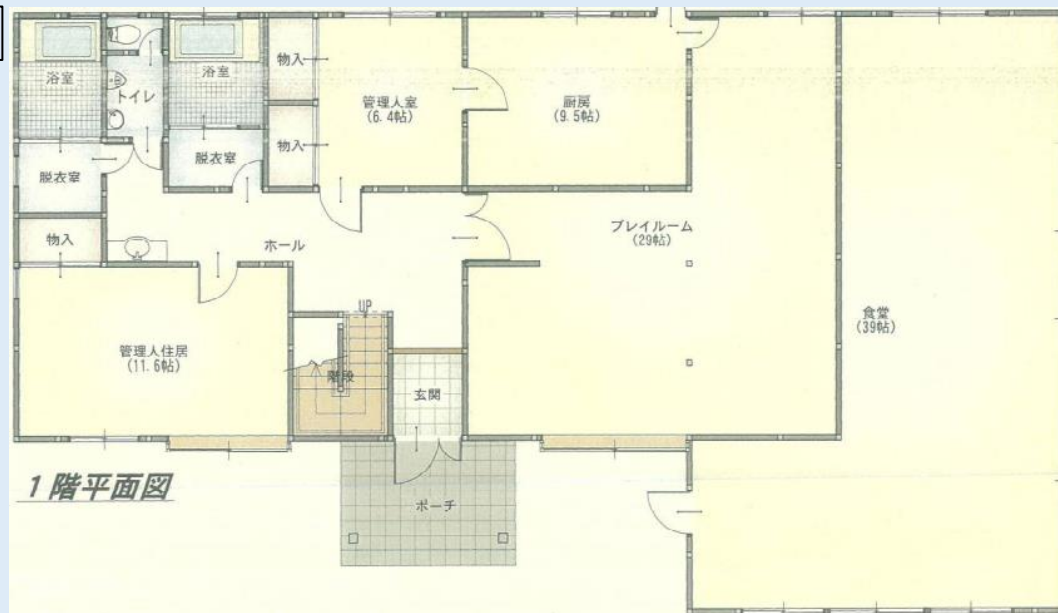 浴室
トイレ
浴室
物入
管理人室
(6.4帖)
厨房
(9.5帖)
脱衣室
脱衣室
物入
物入
ホール
プレイルーム
(29帖)
UP
食堂
(39帖)
管理人住居
(11.6帖)
階段
玄関
1階平面図
ポーチ